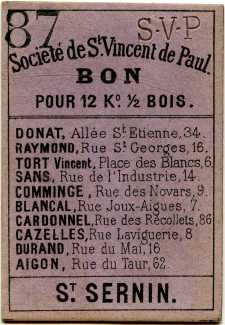 87 S-V-P
Société de St Vincent de Paul.
BON
POUR 12 Ko. ½ BOIS.
DONAT, Allée St Etienne, 34.
RAYMOND, Rue St Georges, 16.
TORT Vincent, Place des Blancs, 6.
SANS, Rue de l'Industrie, 14.
COMMINGE, Rue des Novars, 9.
BLANCAL, Rue Joux-Aigues, 7.
CARDONNEL, Rue des Récollets, 86
CAZELLES, Rue Laviguerie, 8
DURAND, Rue du Mai, 16
AIGON, Rue du Taur, 62.
ST SERNIN.